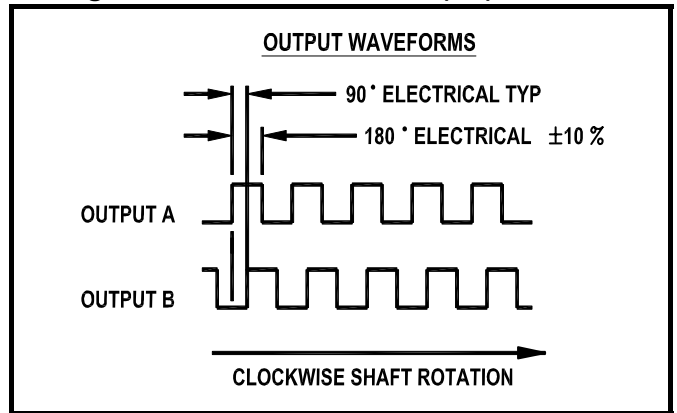 OUTPUT WAVEFORMS
90° ELECTRICAL TYP
180° ELECTRICAL ±10 %
OUTPUT A
OUTPUT B
CLOCKWISE SHAFT ROTATION